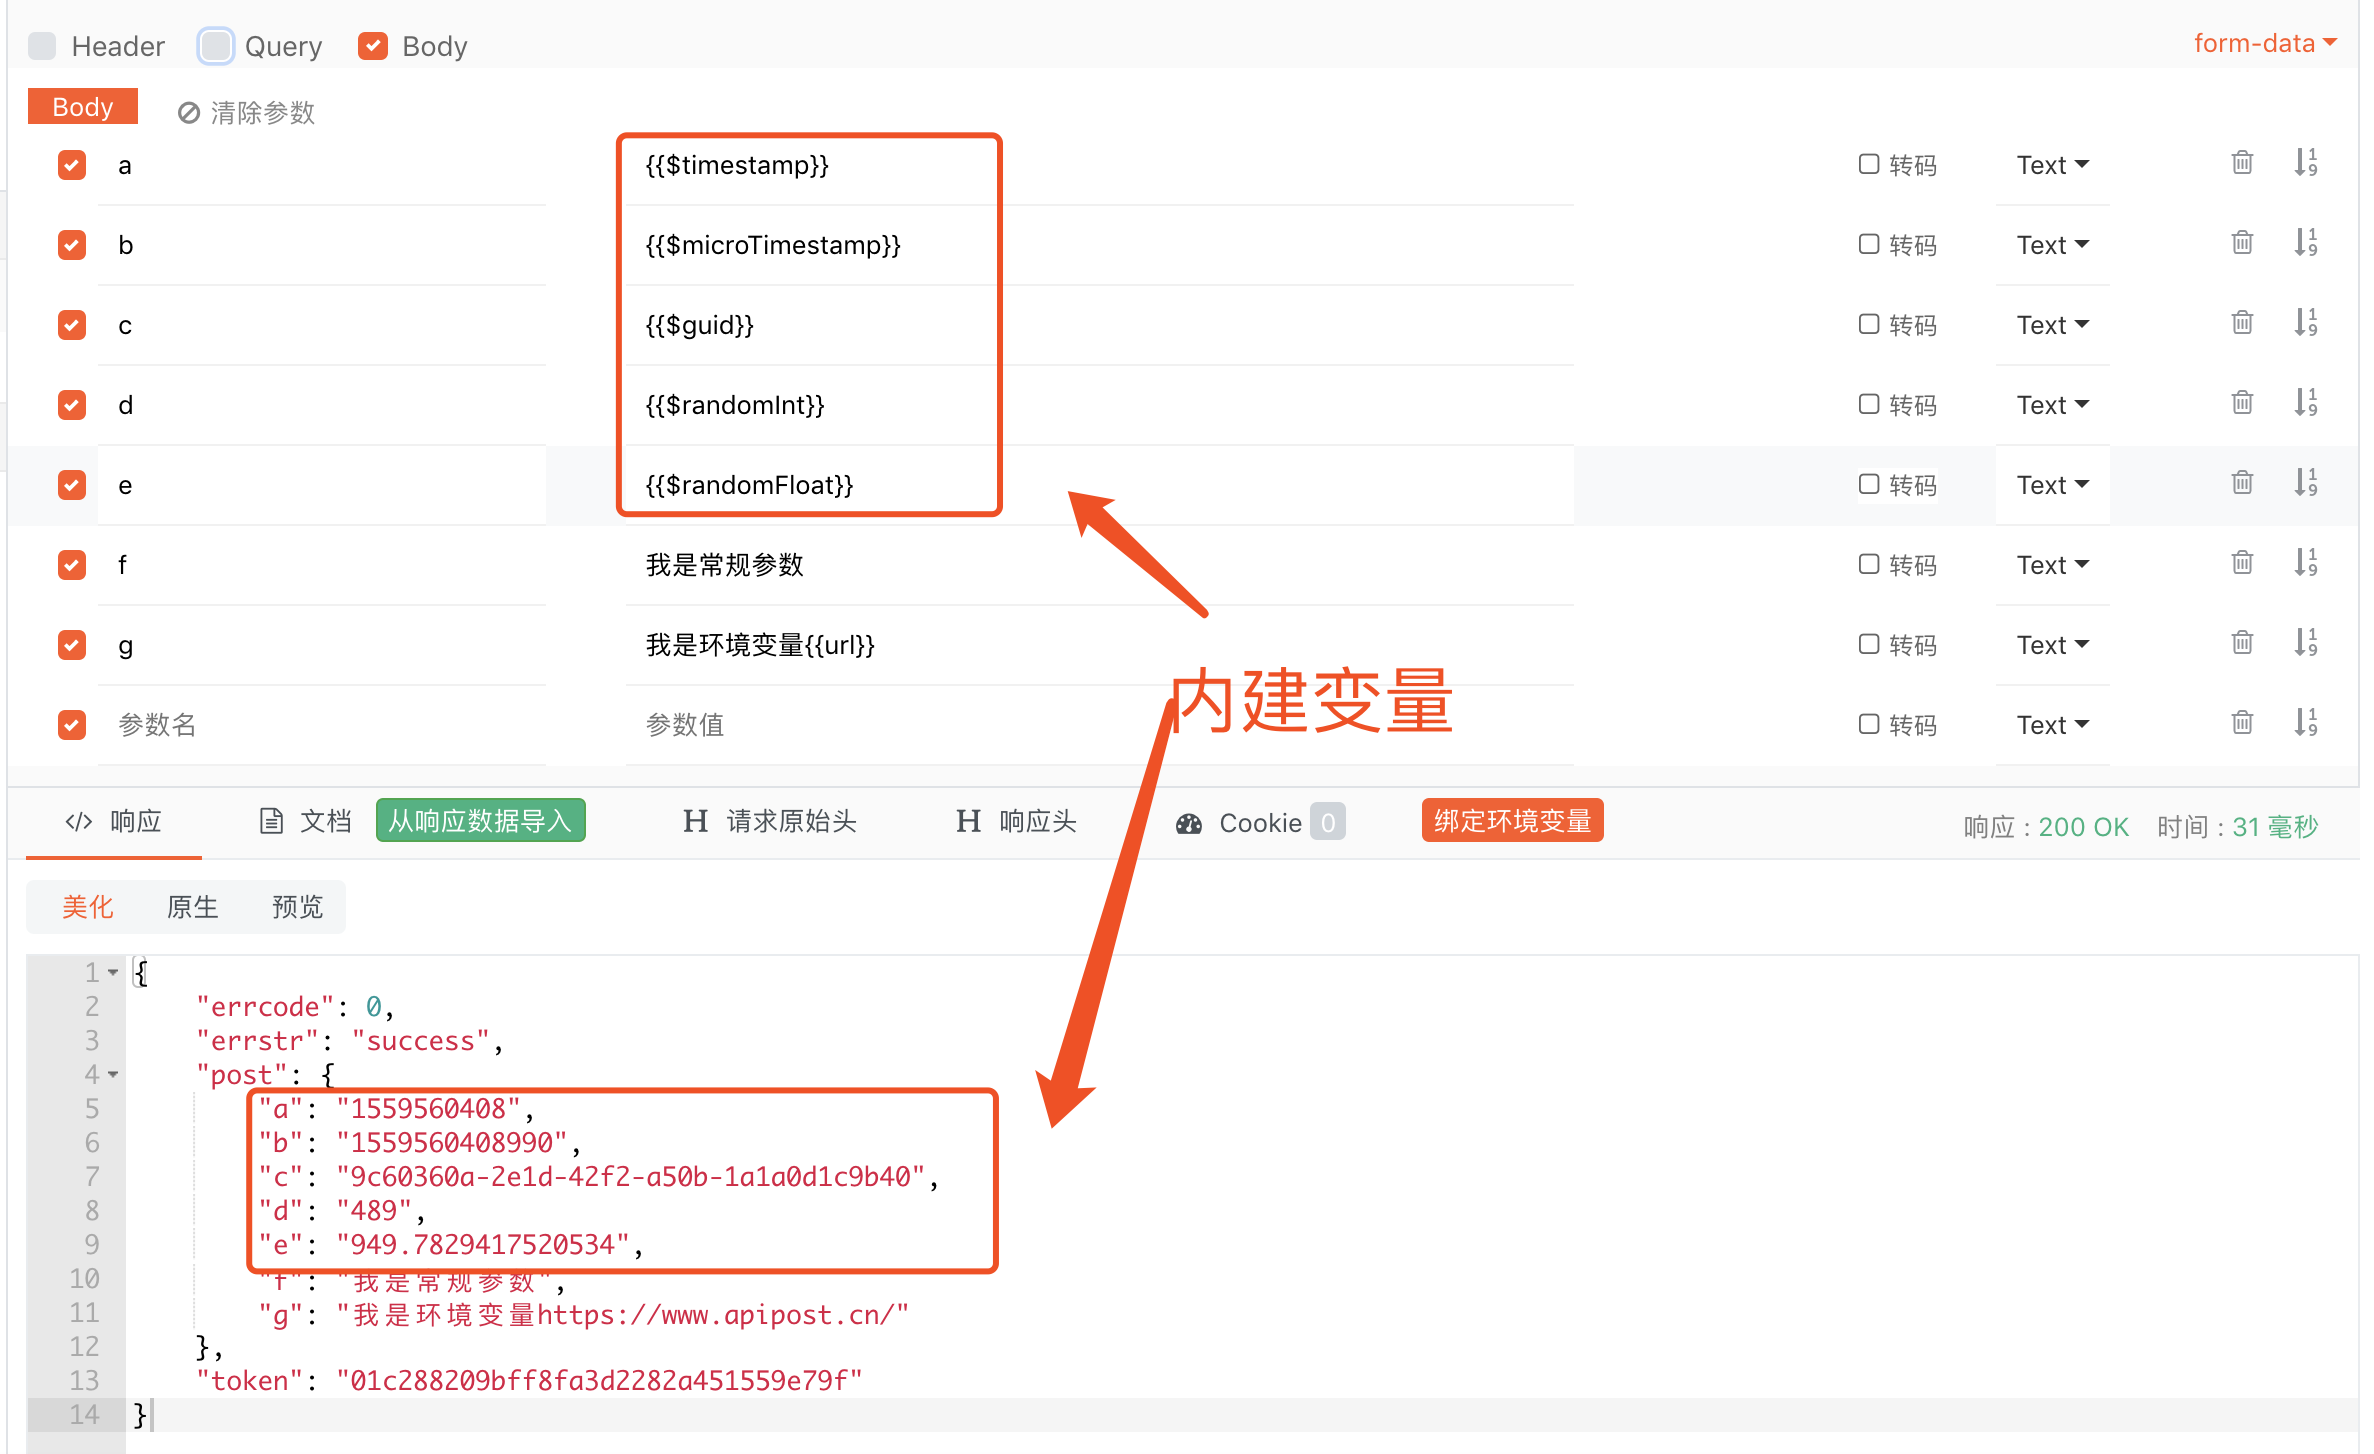 Header Query Body form-data
Body 清除参数
a {{$timestamp}} 转码 Text
b {{$microTimestamp}} 转码 Text
c {{$guid}} 转码 Text
d {{$randomInt}} 转码 Text
e {{$randomFloat}} 转码 Text
f 我是常规参数 转码 Text
g 我是环境变量{{url}} 转码 Text
内建变量
参数名 参数值 转码 Text
</> 响应 文档 从响应数据导入 H 请求原始头 H 响应头 Cookie 0 绑定环境变量 响应：200 OK 时间：31 毫秒
美化 原生 预览
1 {
2 "errcode": 0,
3 "errstr": "success",
4 "post": {
5 "a": "1559560408",
6 "b": "1559560408990",
7 "c": "9c60360a-2e1d-42f2-a50b-1a1a0d1c9b40",
8 "d": "489",
9 "e": "949.7829417520534",
10 "f": "我是常规参数",
11 "g": "我是环境变量https://www.apipost.cn/"
12 },
13 "token": "01c288209bff8fa3d2282a451559e79f"
14 }